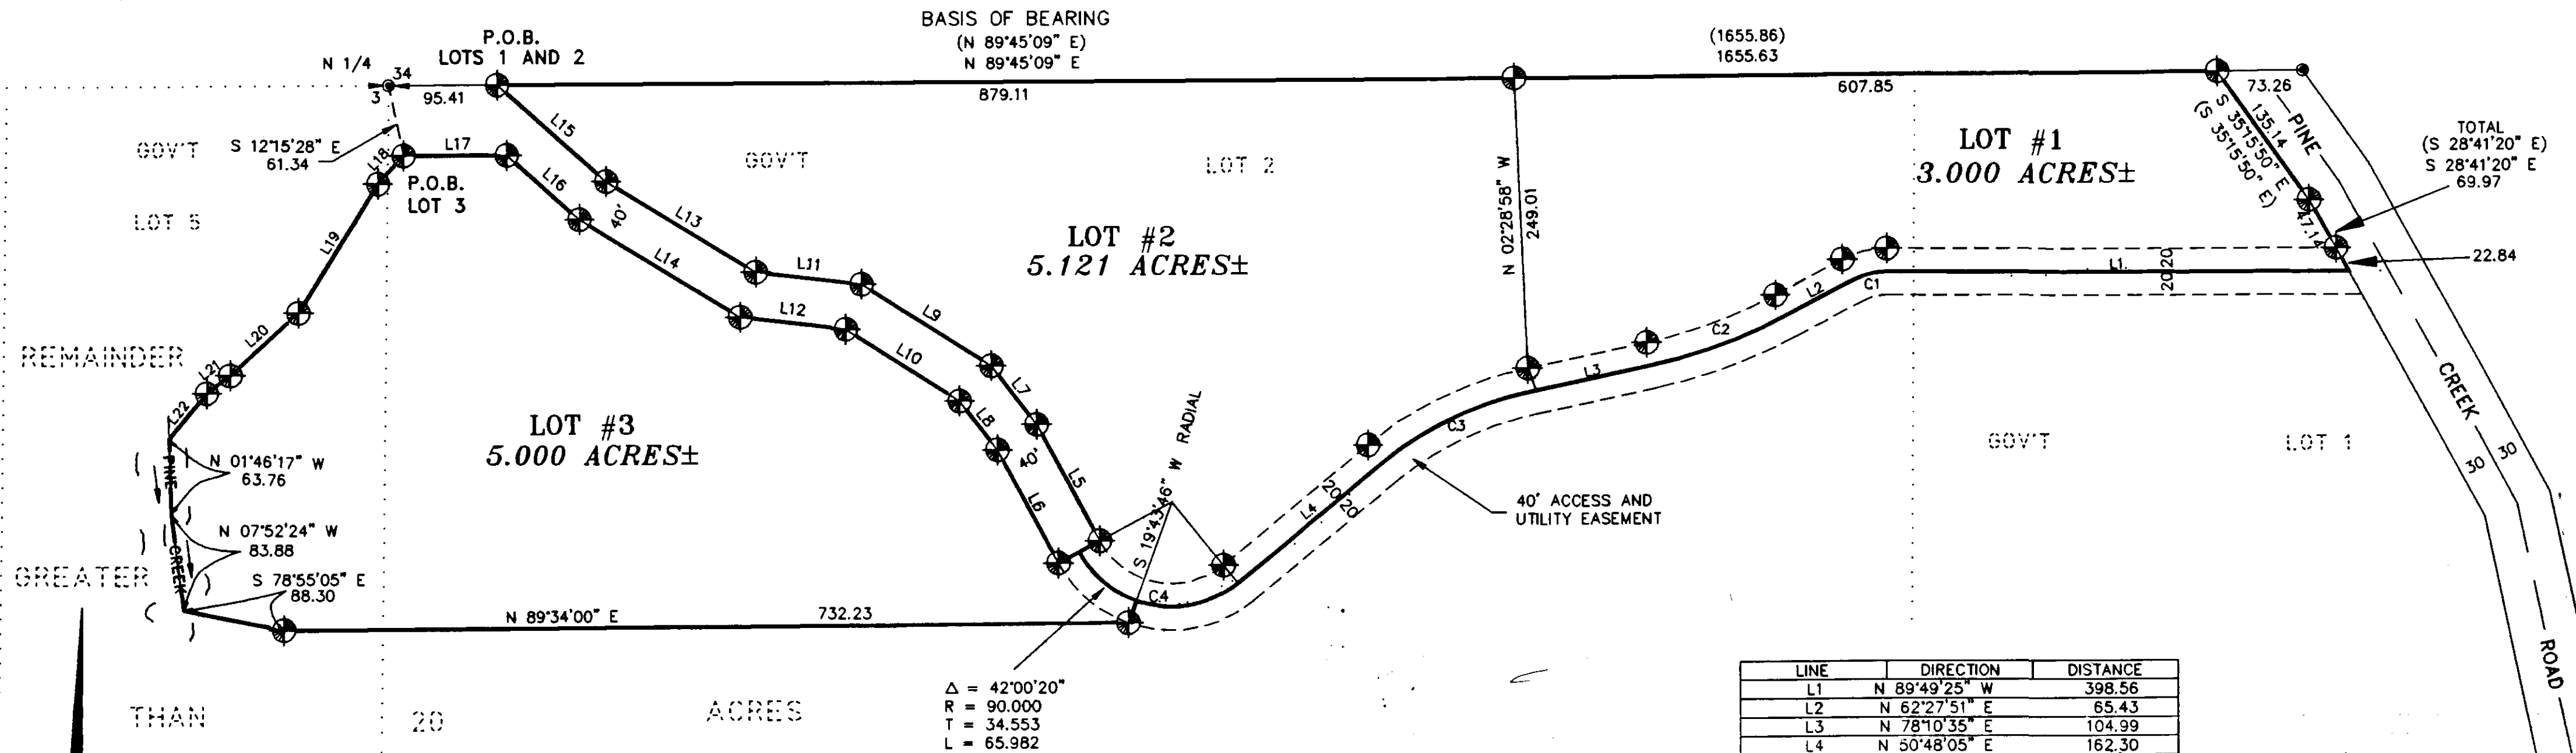 BASIS OF BEARING
(N 89°45'09" E)
N 89°45'09" E
(1655.86)
1655.63
P.O.B.
LOTS 1 AND 2
N 1/4
34
3
95.41
879.11
607.85
73.26
S 12°15'28" E
61.34
GOV'T
LOT 5
L17
L18
P.O.B.
LOT 3
L15
L16
40'
GOV'T
LOT 2
L13
L14
L19
L11
L12
LOT #2
5.121 ACRES±
N 02°28'58" W
249.01
LOT #1
3.000 ACRES±
135.14
S 35°15'50" E
(S 35°15'50" E)
47.14
TOTAL
(S 28°41'20" E)
S 28°41'20" E
69.97
22.84
PINE
CREEK
ROAD
30
30
L1
20
20
L2
C1
C2
L3
C3
L4
20
20
L9
L10
L20
L21
L22
L7
L8
40'
L5
L6
REMAINDER
LOT #3
5.000 ACRES±
S 19°43'46" W RADIAL
GOV'T
LOT 1
40' ACCESS AND
UTILITY EASEMENT
PINE
CREEK
N 01°46'17" W
63.76
N 07°52'24" W
83.88
S 78°55'05" E
88.30
GREATER
N 89°34'00" E
732.23
C4
Δ = 42°00'20"
R = 90.000
T = 34.553
L = 65.982
THAN
20
ACRES
LINE DIRECTION DISTANCE
L1 N 89°49'25" W 398.56
L2 N 62°27'51" E 65.43
L3 N 78°10'35" E 104.99
L4 N 50°48'05" E 162.30